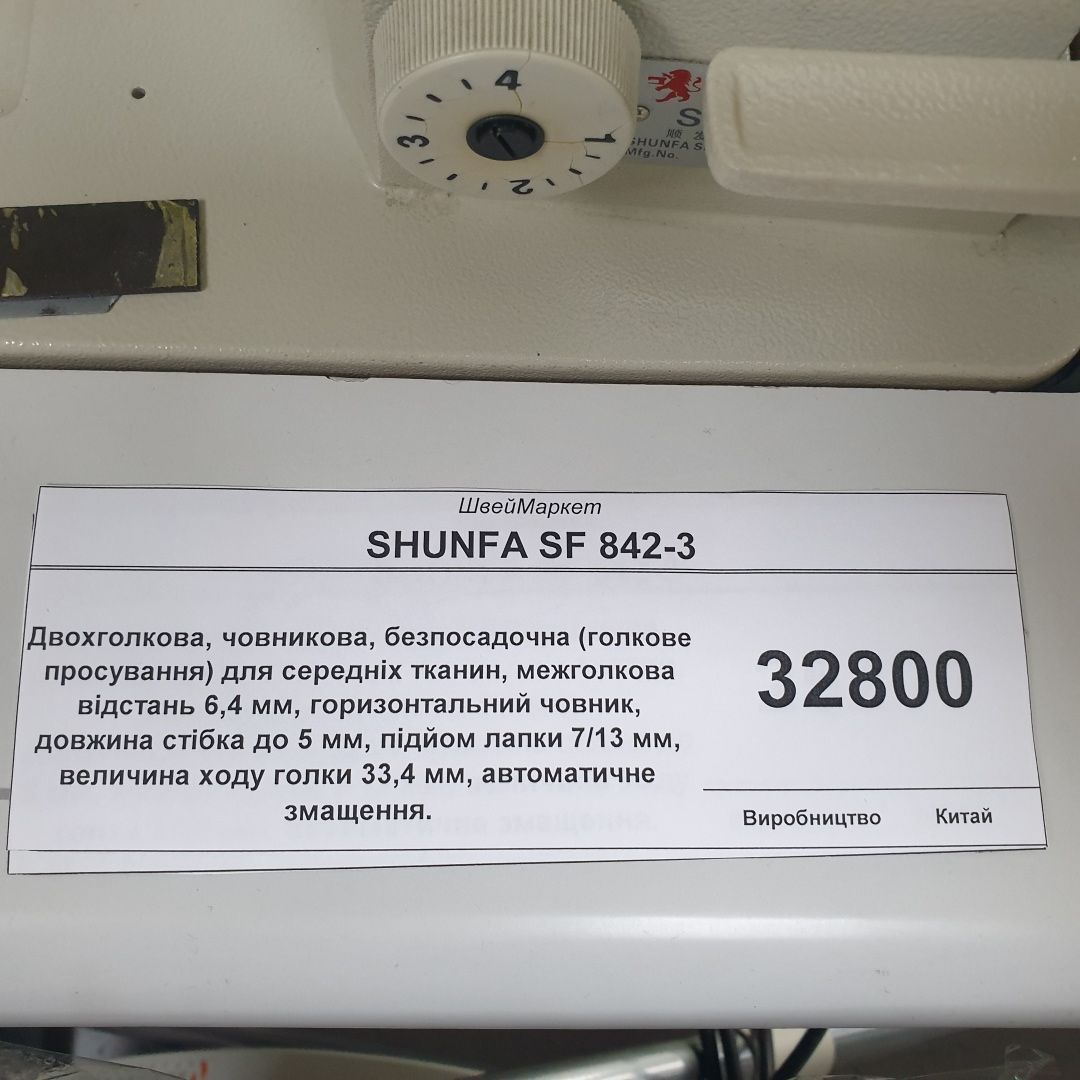 4
3
1
2
顺
SHUNFA
Mfg.No.
ШвейМаркет
SHUNFA SF 842-3
Двохголкова, човникова, безпосадочна (голкове
просування) для середніх тканин, межголкова
відстань 6,4 мм, горизонтальний човник,
довжина стібка до 5 мм, підйом лапки 7/13 мм,
величина ходу голки 33,4 мм, автоматичне
змащення.
32800
Виробництво Китай